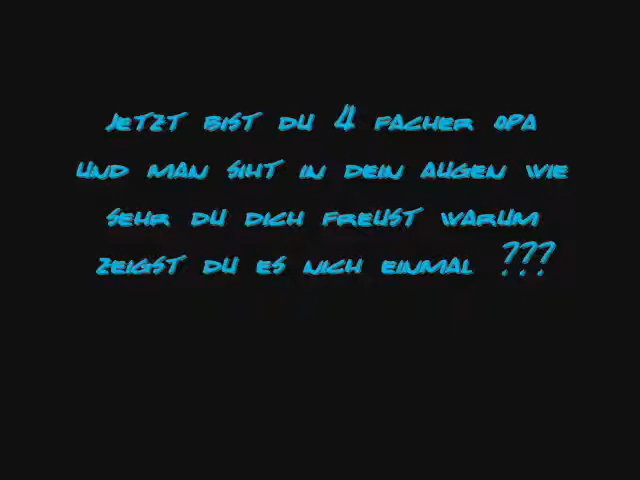 JETZT BIST DU 4 FACHER OPA
UND MAN SIHT IN DEIN AUGEN WIE
SEHR DU DICH FREUST WARUM
ZEIGST DU ES NICH EINMAL ???